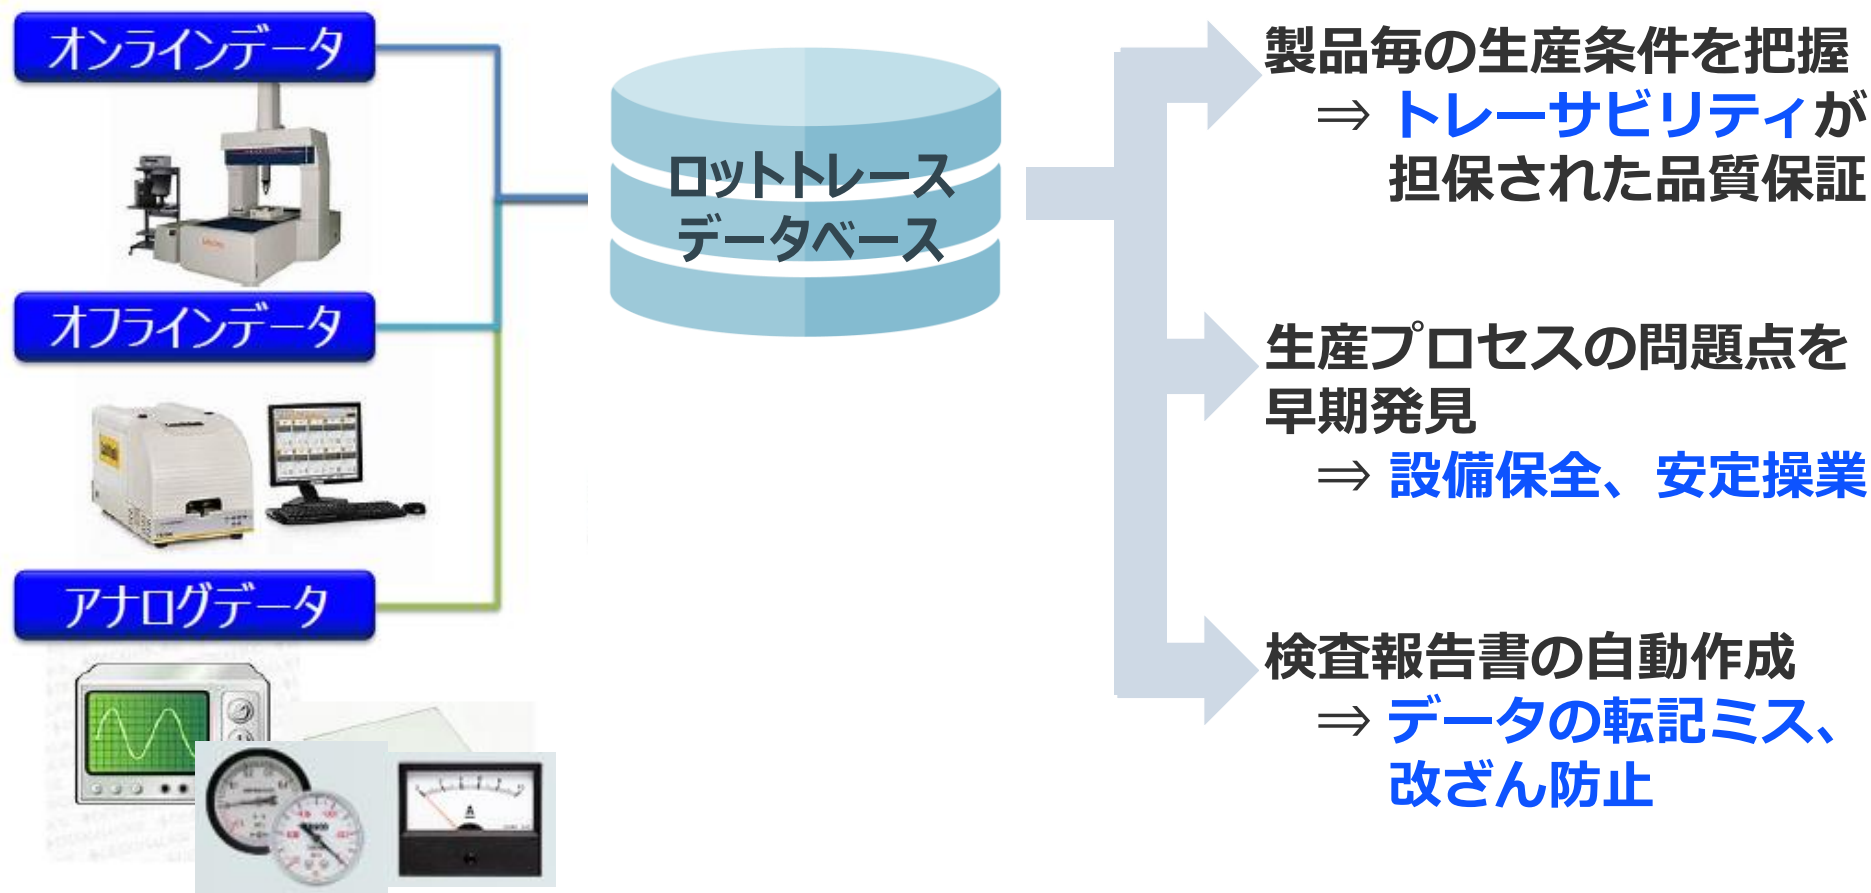 オンラインデータ
オフラインデータ
アナログデータ
ロットトレース
データベース
製品毎の生産条件を把握
⇒ トレーサビリティが
担保された品質保証
生産プロセスの問題点を
早期発見
⇒ 設備保全、安定操業
検査報告書の自動作成
⇒ データの転記ミス、
改ざん防止